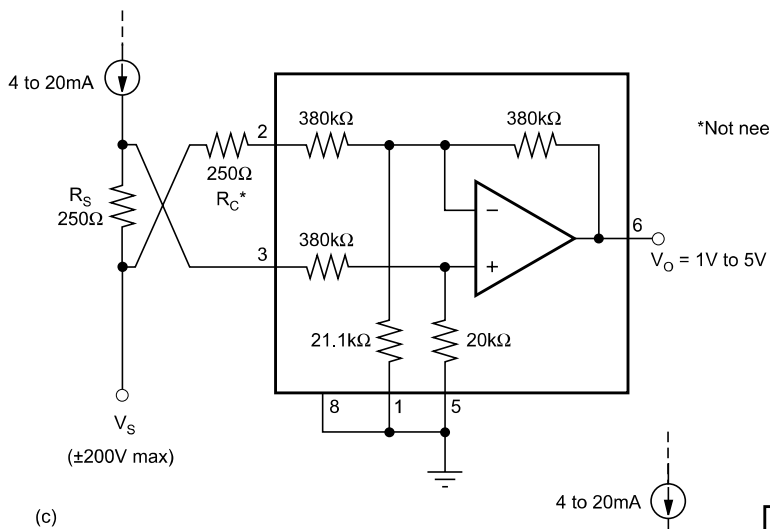 4 to 20mA
380kΩ
380kΩ
*Not nee
2
250Ω
R_C*
R_S
250Ω
−
6
380kΩ
+
3
V_O = 1V to 5V
21.1kΩ
20kΩ
8
1
5
V_S
(±200V max)
4 to 20mA
(c)